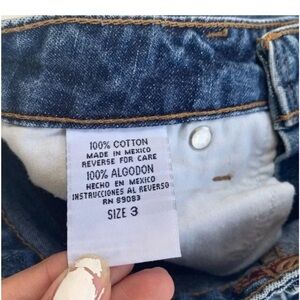 100% COTTON
MADE IN MEXICO
REVERSE FOR CARE
100% ALGODON
HECHO EN MEXICO
INSTRUCCIONES AL REVERSO
RN 89083
SIZE 3